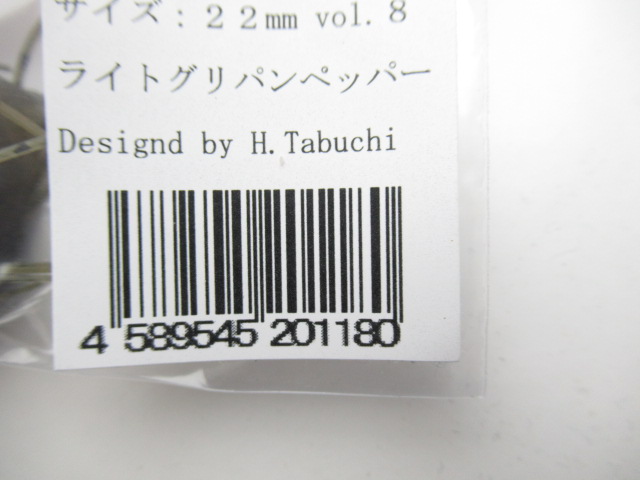 サイズ：２２mm vol.8
ライトグリパンペッパー
Designd by H.Tabuchi
4 589545 201180